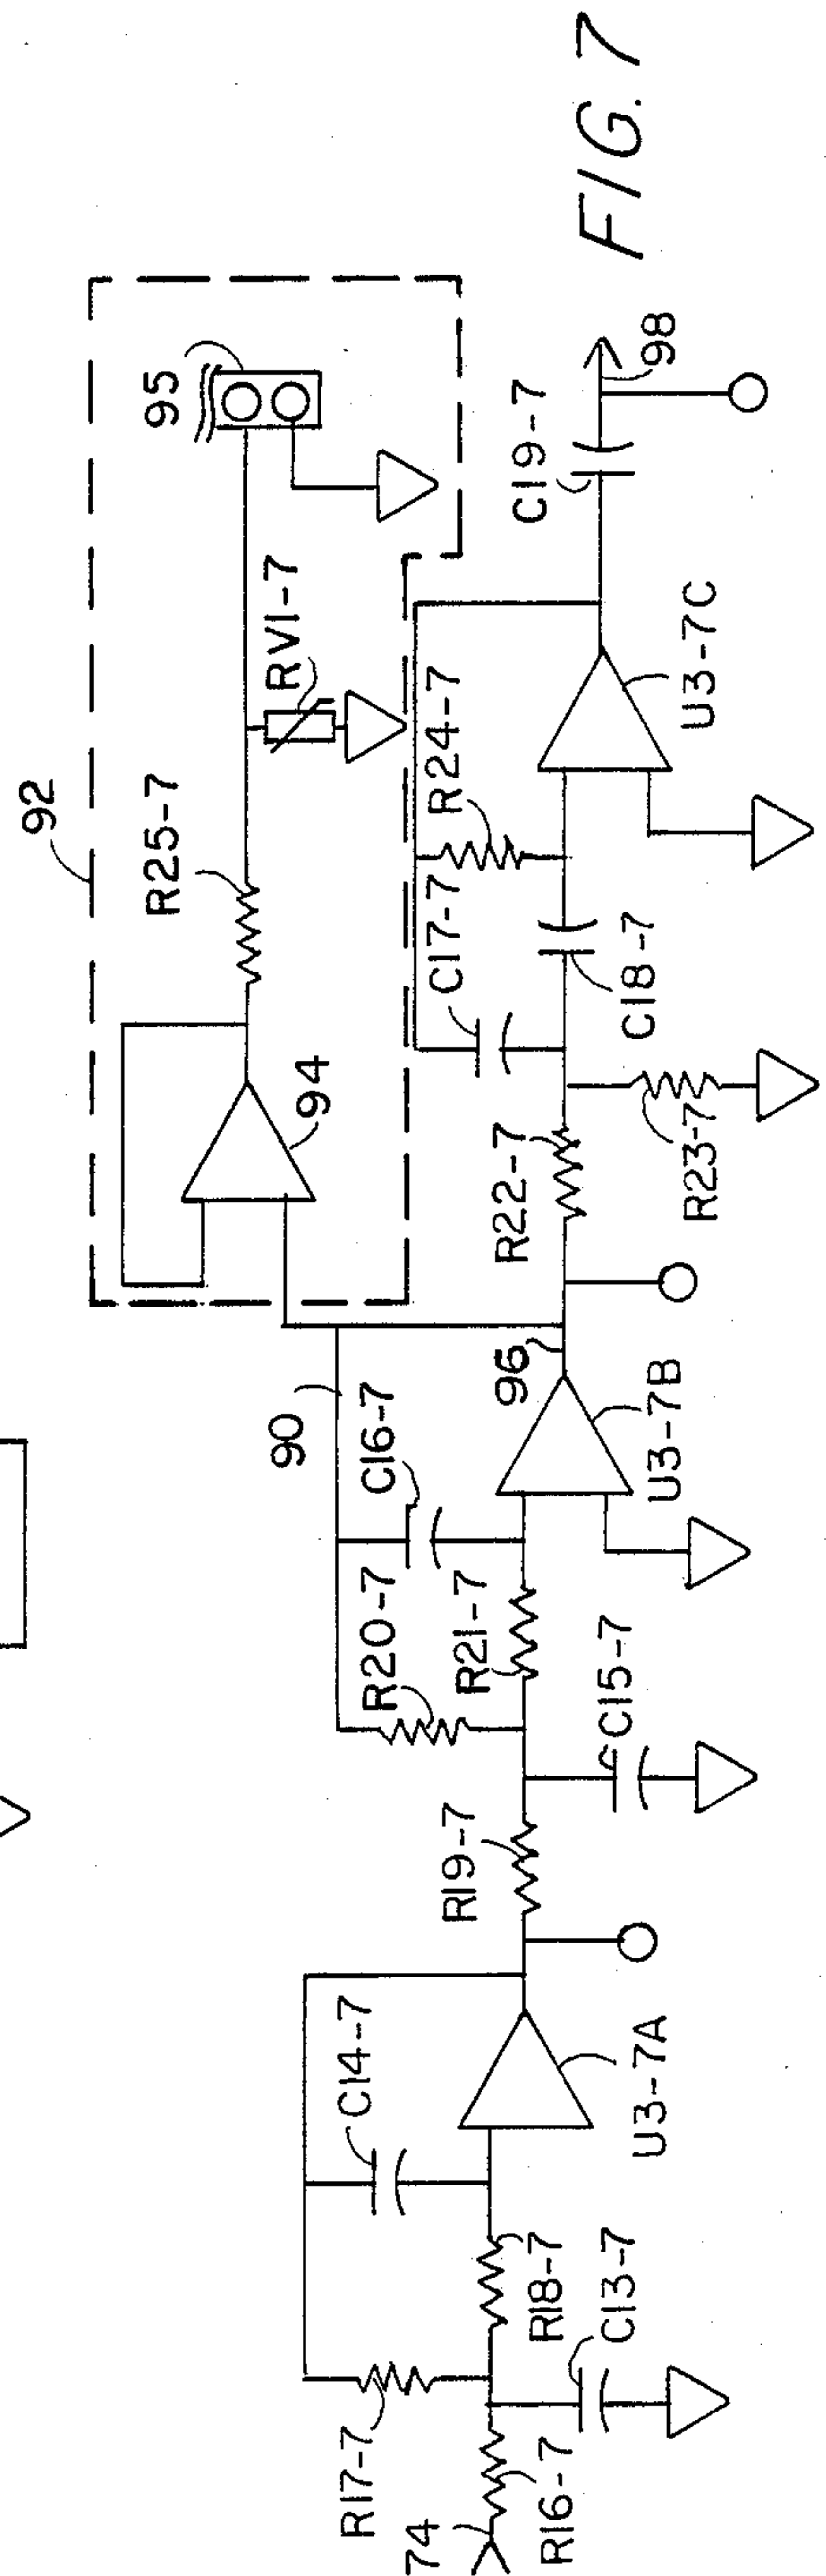 92
R25-7
95
RV1-7
94
90
C16-7
R20-7
R21-7
96
U3-7B
C15-7
R19-7
C14-7
R17-7
R18-7
U3-7A
C13-7
74
R16-7
R22-7
R23-7
C17-7
R24-7
C18-7
U3-7C
C19-7
98
FIG. 7